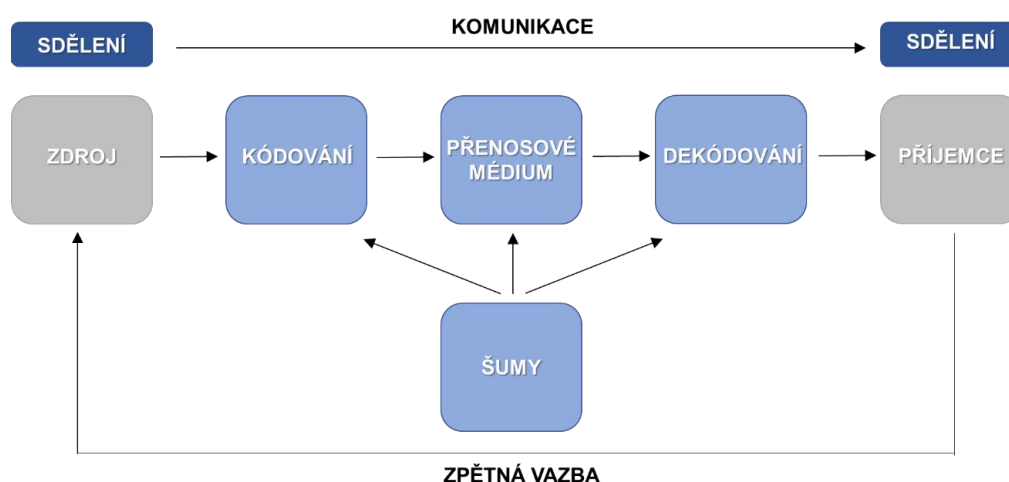 KOMUNIKACE
SDĚLENÍ
SDĚLENÍ
ZDROJ
KÓDOVÁNÍ
PŘENOSOVÉ
MÉDIUM
DEKÓDOVÁNÍ
PŘÍJEMCE
ŠUMY
ZPĚTNÁ VAZBA